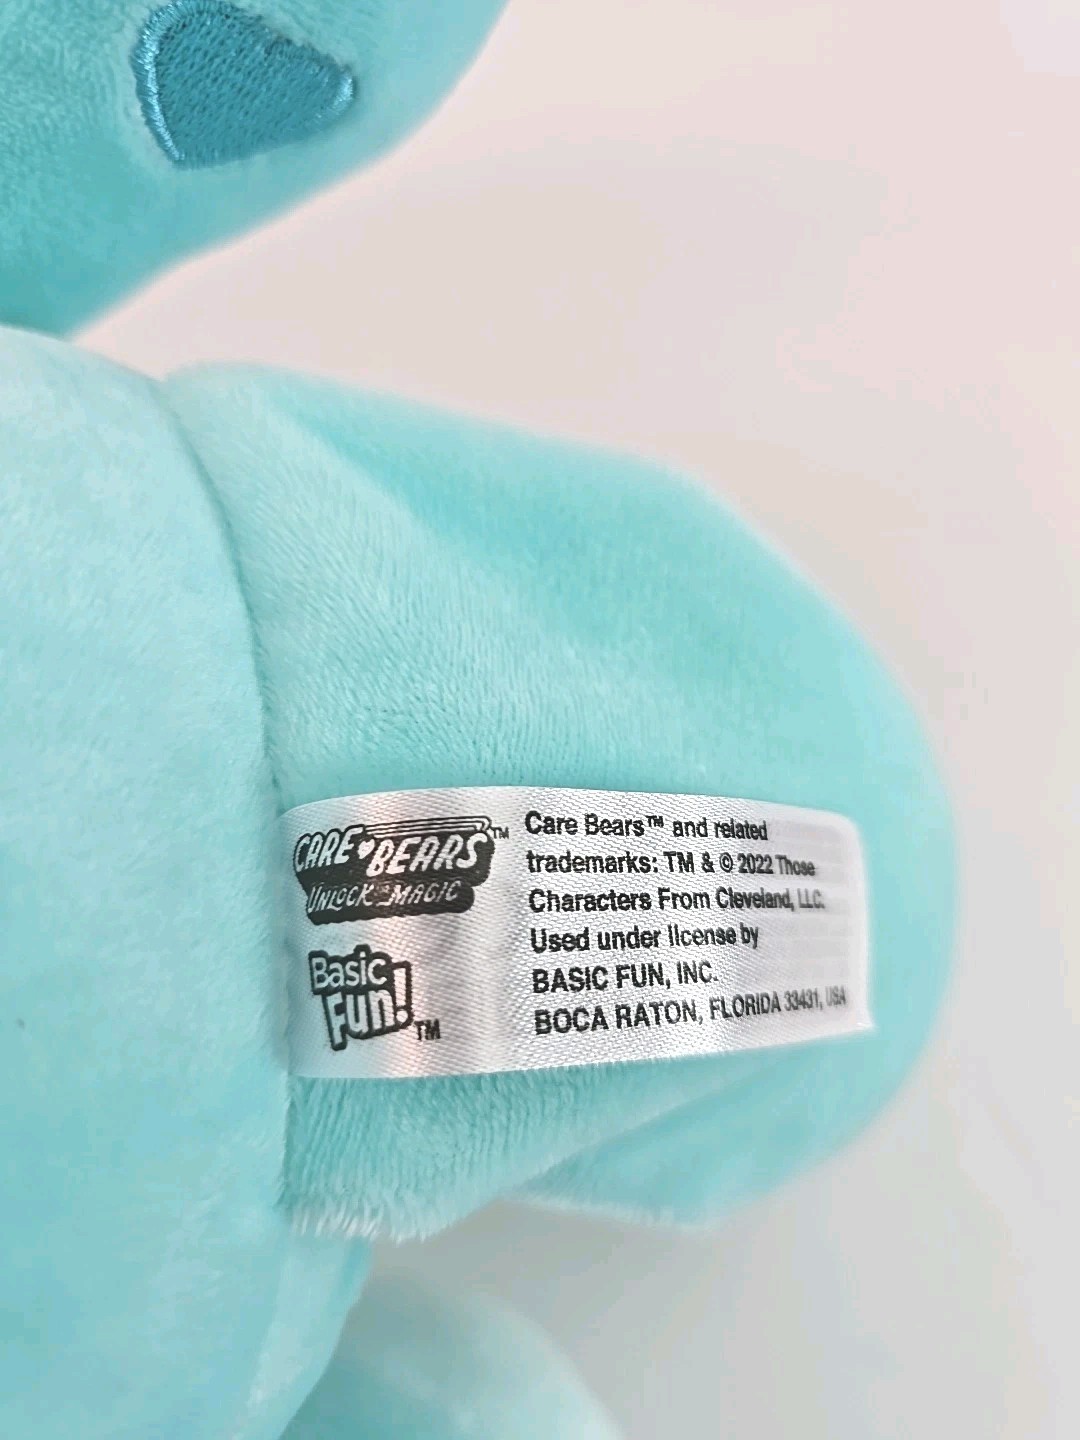 CARE BEARS™
UNLOCK THE MAGIC
Basic
Fun!™
Care Bears™ and related
trademarks: TM & © 2022 Those
Characters From Cleveland, LLC.
Used under license by
BASIC FUN, INC.
BOCA RATON, FLORIDA 33431, USA